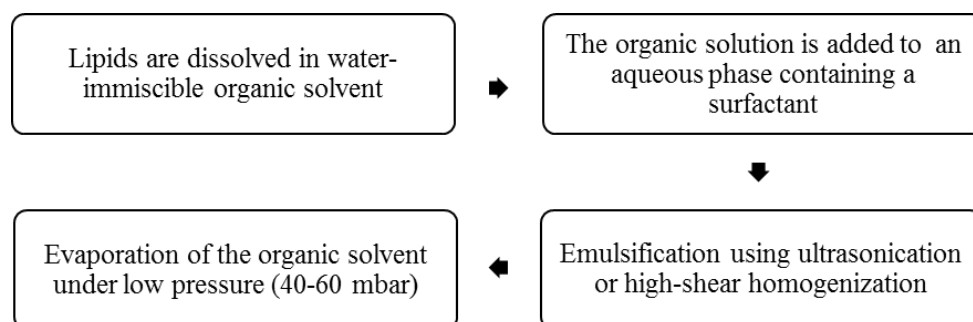 Lipids are dissolved in water-
immiscible organic solvent
The organic solution is added to an
aqueous phase containing a
surfactant
Emulsification using ultrasonication
or high-shear homogenization
Evaporation of the organic solvent
under low pressure (40-60 mbar)